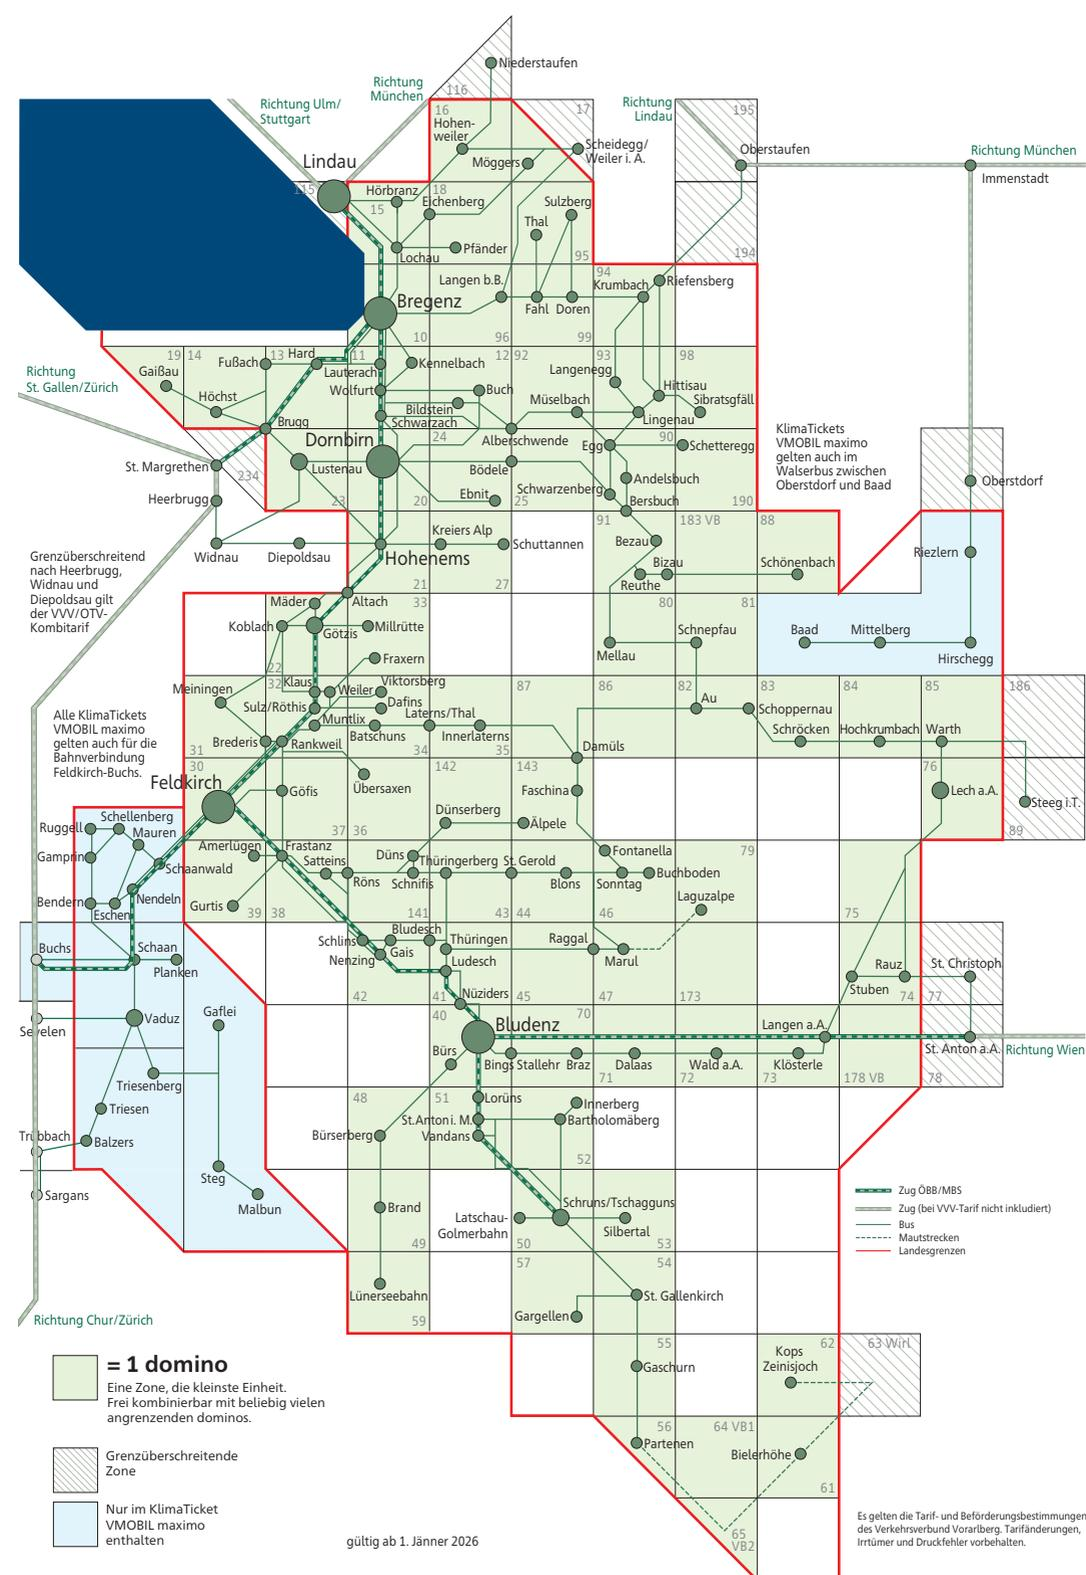 Niederstaufen
116
Richtung
München
Richtung Ulm/
Stuttgart
16
Hohen-
weiler
17
Richtung
Lindau
195
Scheidegg/
Weiler i. A.
Möggers
Oberstaufen
Richtung München
Immenstadt
Lindau
115
Hörbranz
15
18
Eichenberg
Sulzberg
Thal
Lochau
Pfänder
95
194
94
Langen b.B.
Krumbach
Riefensberg
Bregenz
Fahl
Doren
10
96
99
19
14
13
Hard
11
12
92
93
98
Gaißau
Fußach
Lauterach
Kennelbach
Langenegg
Richtung
St. Gallen/Zürich
Höchst
Wolfurt
Buch
Hittisau
Sibratsgfäll
Bildstein
Müselbach
Lingenau
Brugg
Schwarzach
24
Alberschwende
90
KlimaTickets
VMOBIL maximo
gelten auch im
Walserbus zwischen
Oberstdorf und Baad
Dornbirn
Egg
Schetteregg
St. Margrethen
Lustenau
Bödele
234
Andelsbuch
Oberstdorf
Heerbrugg
Ebnit
Schwarzenberg
23
20
25
Bersbuch
190
91
183 VB
88
Widnau
Diepoldsau
Kreiers Alp
Schuttannen
Bezau
Riezlern
Hohenems
Bizau
Schönenbach
Grenzüberschreitend
nach Heerbrugg,
Widnau und
Diepoldsau gilt
der VVV/OTV-
Kombitarif
21
27
Reuthe
Mäder
Altach
33
80
81
Koblach
Götzis
Millrütte
Schnepfau
Baad
Mittelberg
Mellau
Hirschegg
Fraxern
22
32
Klaus
Weiler
Viktorsberg
87
86
82
83
84
85
186
Meiningen
Sulz/Röthis
Dafins
Au
Schoppernau
Muntlix
Laterns/Thal
Schröcken
Hochkrumbach
Warth
Alle KlimaTickets
VMOBIL maximo
gelten auch für die
Bahnverbindung
Feldkirch-Buchs.
Brederis
Rankweil
Batschuns
Innerlaterns
Damüls
31
34
35
30
142
143
76
Feldkirch
Übersaxen
Göfis
Faschina
Lech a.A.
Steeg i.T.
Schellenberg
Dünserberg
Älpele
Ruggell
Mauren
37
36
89
Gamprin
Amerlügen
Frastanz
Düns
Thüringerberg
St. Gerold
Fontanella
79
Schaanwald
Satteins
Röns
Schnifis
Blons
Sonntag
Buchboden
Bendern
Nendeln
Eschen
Gurtis
39
38
141
43
44
46
Laguzalpe
75
Buchs
Schaan
Planken
Schlins
Bludesch
Gais
Thüringen
Raggal
Marul
Nenzing
Ludesch
Rauz
St. Christoph
Stuben
42
41
Nüziders
45
47
173
74
77
Sevelen
Vaduz
Gaflei
40
Bludenz
70
Langen a.A.
St. Anton a.A.
Richtung Wien
Bürs
Bings
Stallehr
Braz
Dalaas
Wald a.A.
Klösterle
Triesenberg
71
72
73
178 VB
78
48
51
Lorüns
Innerberg
Triesen
St.Anton i. M.
Bartholomäberg
Trübbach
Balzers
Bürserberg
Vandans
52
Steg
Sargans
Malbun
Brand
Schruns/Tschagguns
Latschau-
Golmerbahn
Silbertal
49
50
53
Zug ÖBB/MBS
Zug (bei VVV-Tarif nicht inkludiert)
Bus
Mautstrecken
Landesgrenzen
57
54
Lünerseebahn
St. Gallenkirch
Gargellen
59
Richtung Chur/Zürich
55
62
63 Wirl
Kops
Zeinisjoch
Gaschurn
= 1 domino
Eine Zone, die kleinste Einheit.
Frei kombinierbar mit beliebig vielen
angrenzenden dominos.
56
64 VB1
Partenen
Bielerhöhe
61
Grenzüberschreitende
Zone
Nur im KlimaTicket
VMOBIL maximo
enthalten
65
VB2
gültig ab 1. Jänner 2026
Es gelten die Tarif- und Beförderungsbestimmungen
des Verkehrsverbund Vorarlberg. Tarifänderungen,
Irrtümer und Druckfehler vorbehalten.